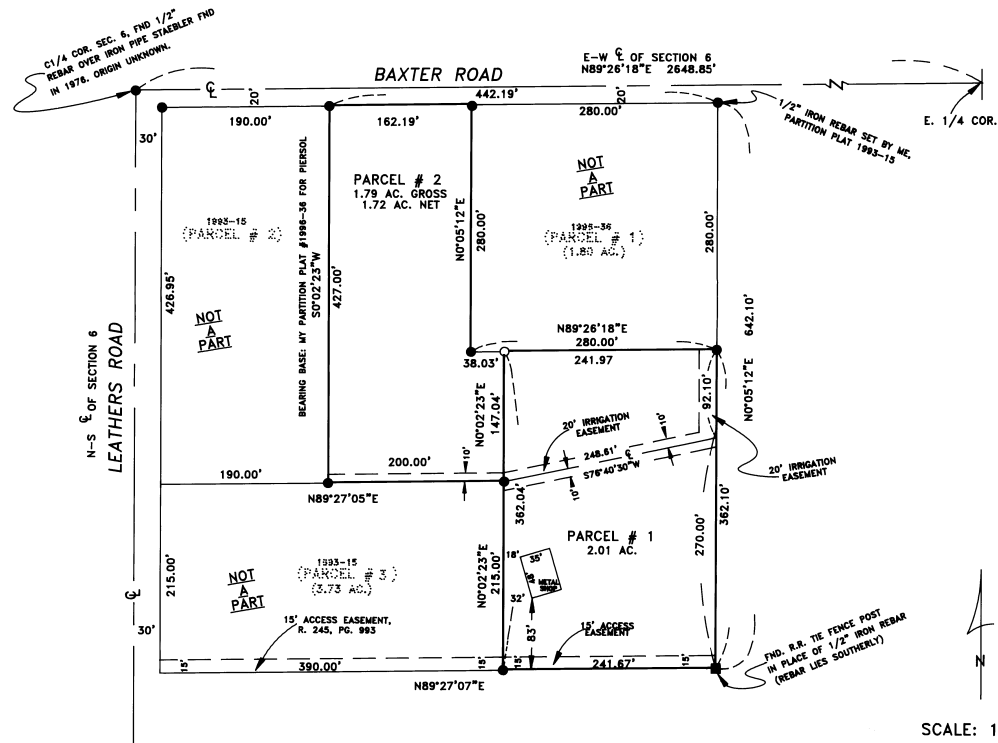 C1/4 COR. SEC. 6, FND 1/2"
REBAR OVER IRON PIPE STAEBLER FND
IN 1976. ORIGIN UNKNOWN.
BAXTER ROAD
E-W ℄ OF SECTION 6
N89°26'18"E 2648.85'
℄
20'
442.19'
20'
30'
190.00'
162.19'
280.00'
1/2" IRON REBAR SET BY ME,
PARTITION PLAT 1993-15
E. 1/4 COR.
PARCEL # 2
1.79 AC. GROSS
1.72 AC. NET
NOT
A
PART
1993-15
(PARCEL # 2)
1996-36
(PARCEL # 1)
(1.80 AC.)
BEARING BASE: MY PARTITION PLAT #1996-36 FOR PIERSOL
S0°02'23"W
427.00'
N0°05'12"E
280.00'
280.00'
426.95'
NOT
A
PART
N-S ℄ OF SECTION 6
LEATHERS ROAD
N89°26'18"E
280.00'
241.97
38.03'
642.10'
N0°05'12"E
92.10'
N0°02'23"E
147.04'
20' IRRIGATION
EASEMENT
10'
248.61' ℄
S76°40'30"W
10'
20' IRRIGATION
EASEMENT
190.00'
200.00'
10'
N89°27'05"E
362.04'
362.10'
270.00'
PARCEL # 1
2.01 AC.
215.00'
NOT
A
PART
1993-15
(PARCEL # 3)
(3.73 AC.)
N0°02'23"E
215.00'
18'
35'
METAL
SHOP
32'
83'
℄
30'
15' ACCESS EASEMENT,
R. 245, PG. 993
15' ACCESS
EASEMENT
15'
390.00'
15'
15'
241.67'
15'
N89°27'07"E
FND. R.R. TIE FENCE POST
IN PLACE OF 1/2" IRON REBAR
(REBAR LIES SOUTHERLY)
N
SCALE: 1